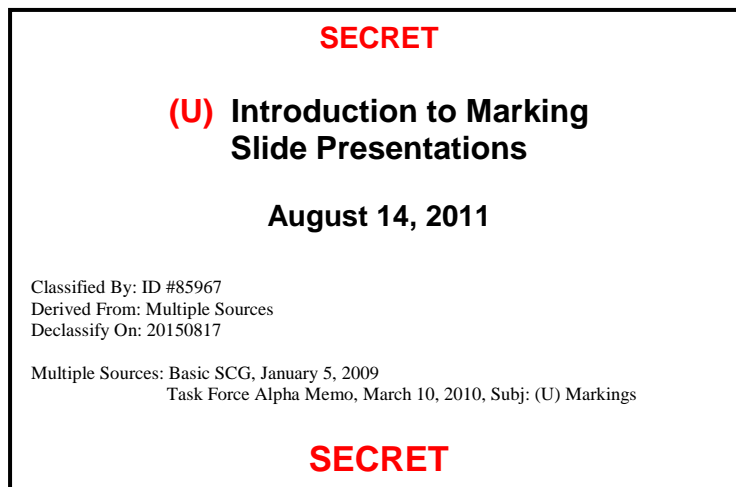 SECRET
(U) Introduction to Marking
Slide Presentations
August 14, 2011
Classified By: ID #85967
Derived From: Multiple Sources
Declassify On: 20150817
Multiple Sources: Basic SCG, January 5, 2009
Task Force Alpha Memo, March 10, 2010, Subj: (U) Markings
SECRET